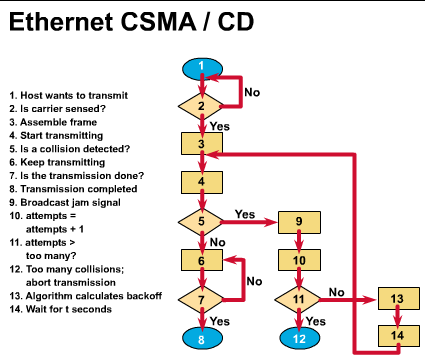 Ethernet CSMA / CD
1. Host wants to transmit
2. Is carrier sensed?
3. Assemble frame
4. Start transmitting
5. Is a collision detected?
6. Keep transmitting
7. Is the transmission done?
8. Transmission completed
9. Broadcast jam signal
10. attempts =
attempts + 1
11. attempts >
too many?
12. Too many collisions;
abort transmission
13. Algorithm calculates backoff
14. Wait for t seconds
1
No
2
Yes
3
4
5
Yes
9
No
6
10
No
7
11
No
13
Yes
Yes
14
8
12